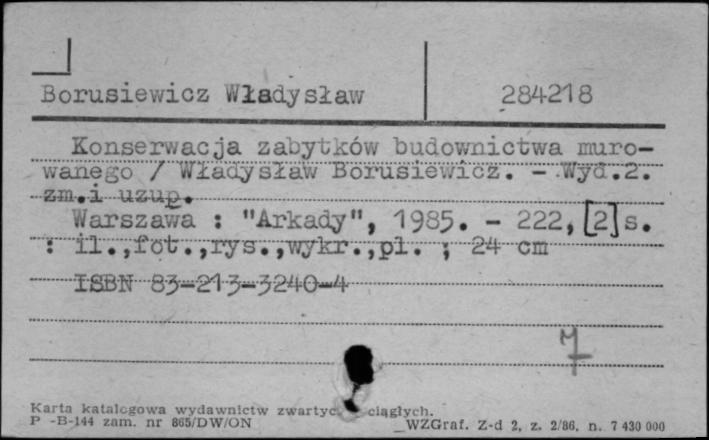 Borusiewicz Władysław 284218
Konserwacja zabytków budownictwa muro-
wanego / Władysław Borusiewicz. - Wyd.2.
zm.i uzup.
Warszawa : "Arkady", 1985. - 222, [2] s.
: il.,fot.,rys.,wykr.,pl. ; 24 cm
ISBN 83-213-3240-4
Karta katalogowa wydawnictw zwartyc ciągłych.
P -B-144 zam. nr 865/DW/ON WZGraf. Z-d 2, z. 2/86, n. 7 430 000